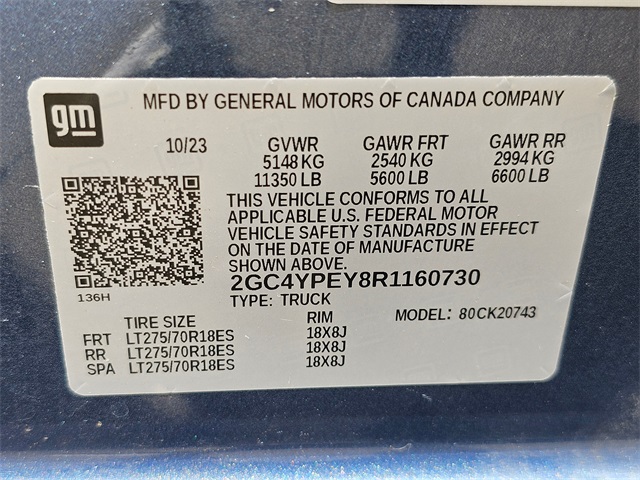 gm
MFD BY GENERAL MOTORS OF CANADA COMPANY
10/23 GVWR GAWR FRT GAWR RR
5148 KG 2540 KG 2994 KG
11350 LB 5600 LB 6600 LB
THIS VEHICLE CONFORMS TO ALL
APPLICABLE U.S. FEDERAL MOTOR
VEHICLE SAFETY STANDARDS IN EFFECT
ON THE DATE OF MANUFACTURE
SHOWN ABOVE.
136H
2GC4YPEY8R1160730
TYPE: TRUCK MODEL: 80CK20743
TIRE SIZE RIM
FRT LT275/70R18ES 18X8J
RR LT275/70R18ES 18X8J
SPA LT275/70R18ES 18X8J